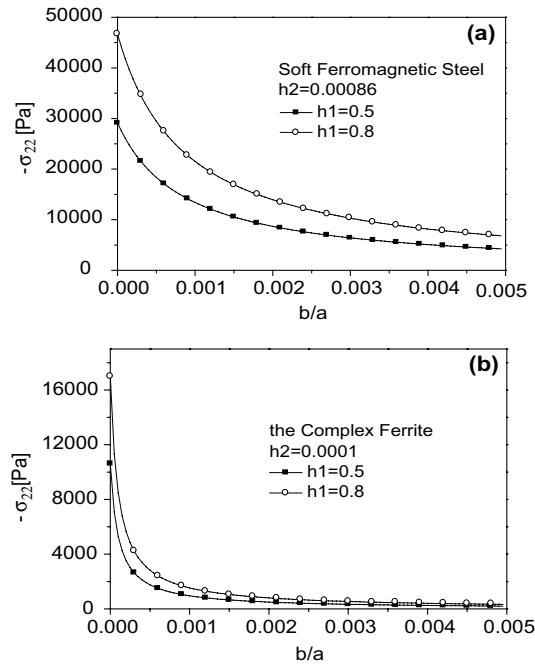 (a)
50000
40000
30000
20000
10000
0
-σ22 [Pa]
Soft Ferromagnetic Steel
h2=0.00086
h1=0.5
h1=0.8
0.000 0.001 0.002 0.003 0.004 0.005
b/a
(b)
16000
12000
8000
4000
0
-σ22[Pa]
the Complex Ferrite
h2=0.0001
h1=0.5
h1=0.8
0.000 0.001 0.002 0.003 0.004 0.005
b/a